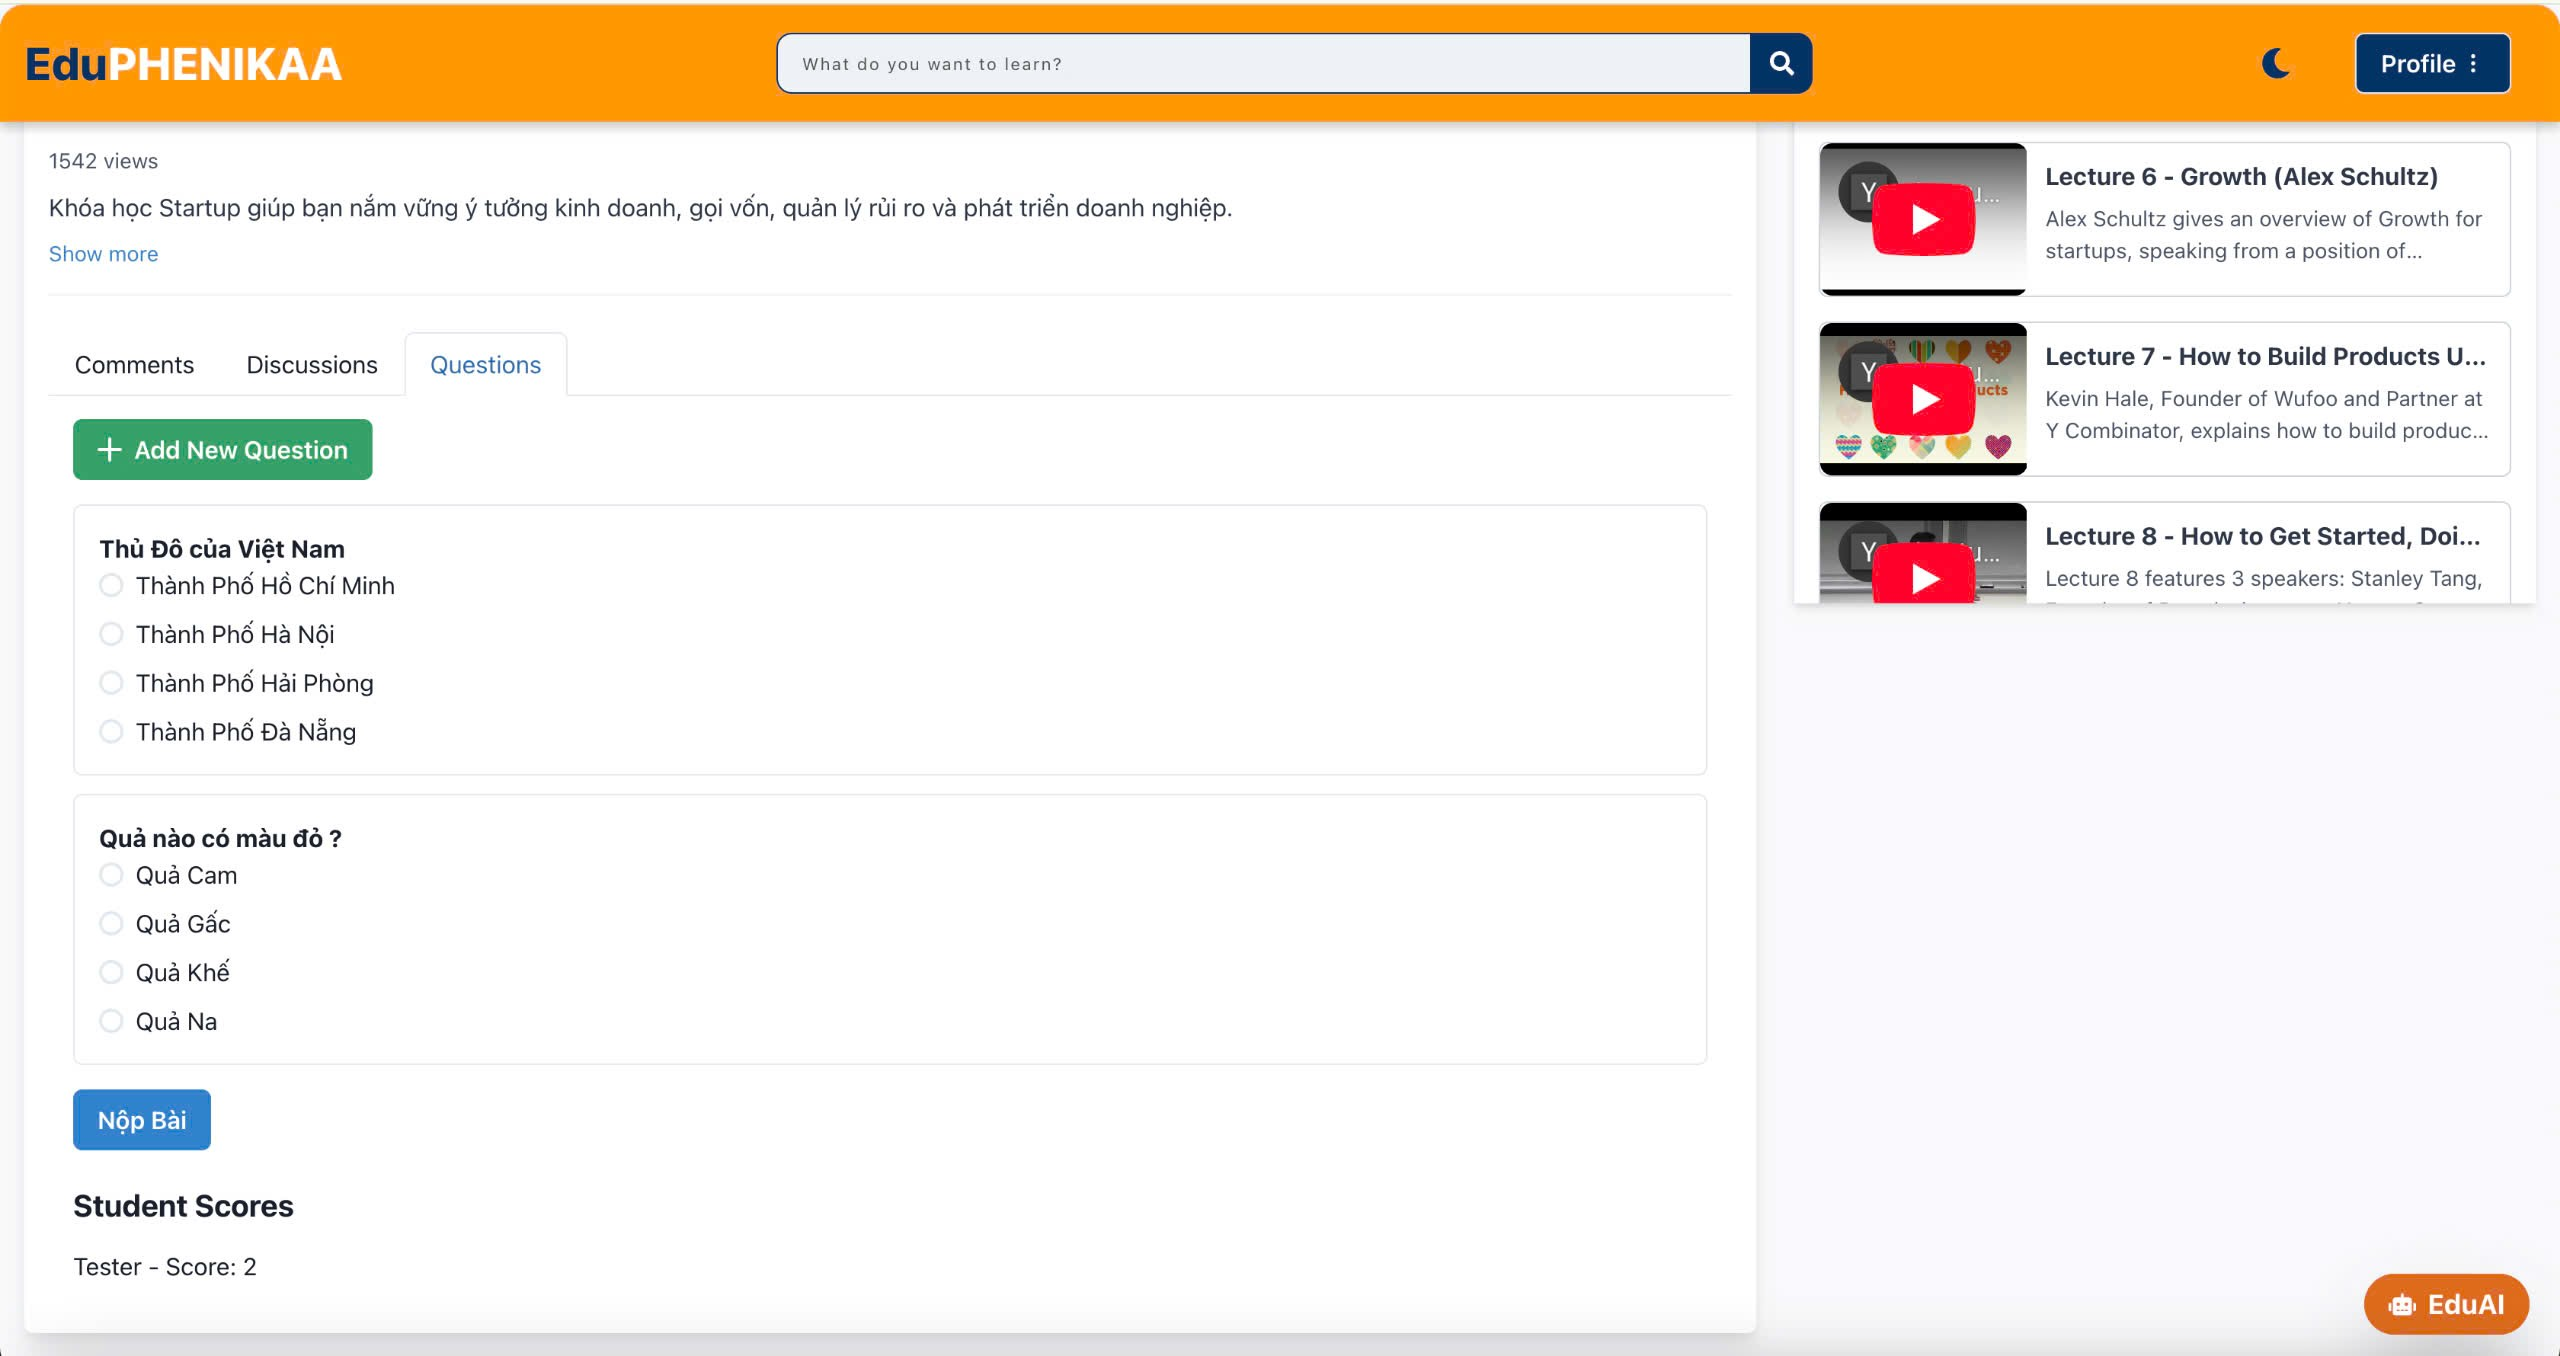 EduPHENIKAA
What do you want to learn?
Profile
1542 views
Khóa học Startup giúp bạn nắm vững ý tưởng kinh doanh, gọi vốn, quản lý rủi ro và phát triển doanh nghiệp.
Show more
Comments
Discussions
Questions
Add New Question
Thủ Đô của Việt Nam
Thành Phố Hồ Chí Minh
Thành Phố Hà Nội
Thành Phố Hải Phòng
Thành Phố Đà Nẵng
Quả nào có màu đỏ ?
Quả Cam
Quả Gấc
Quả Khế
Quả Na
Nộp Bài
Student Scores
Tester - Score: 2
Lecture 6 - Growth (Alex Schultz)
Alex Schultz gives an overview of Growth for
startups, speaking from a position of...
Lecture 7 - How to Build Products U...
Kevin Hale, Founder of Wufoo and Partner at
Y Combinator, explains how to build produc...
Lecture 8 - How to Get Started, Doi...
Lecture 8 features 3 speakers: Stanley Tang,
EduAI